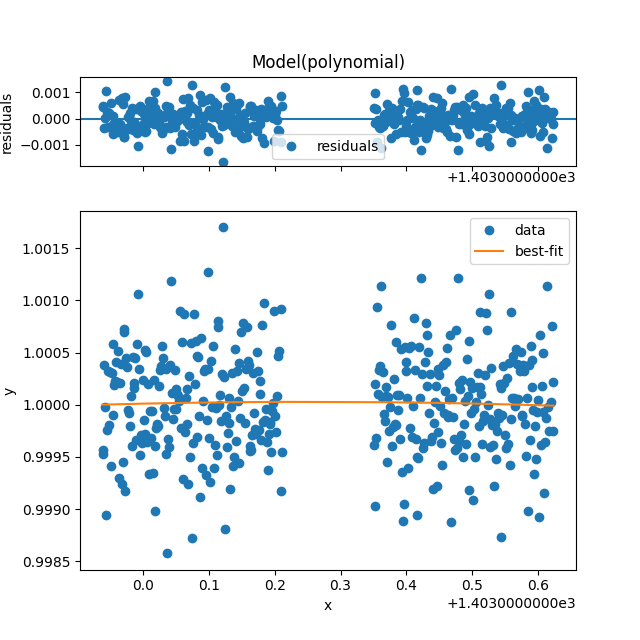 Model(polynomial)
0.001
0.000
−0.001
residuals
residuals
+1.4030000000e3
1.0015
1.0010
1.0005
1.0000
0.9995
0.9990
0.9985
y
data
best-fit
0.0 0.1 0.2 0.3 0.4 0.5 0.6
x
+1.4030000000e3